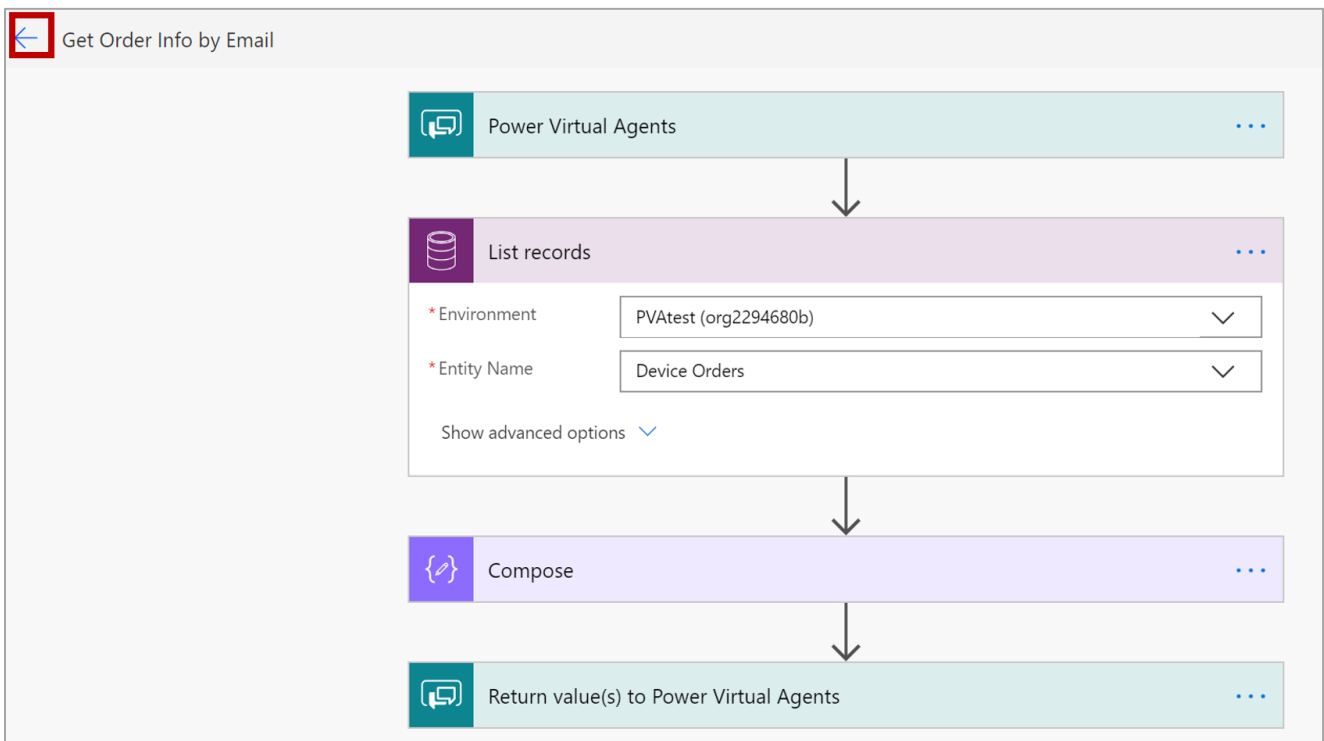 Get Order Info by Email
Power Virtual Agents
List records
*Environment
PVAtest (org2294680b)
*Entity Name
Device Orders
Show advanced options
Compose
Return value(s) to Power Virtual Agents